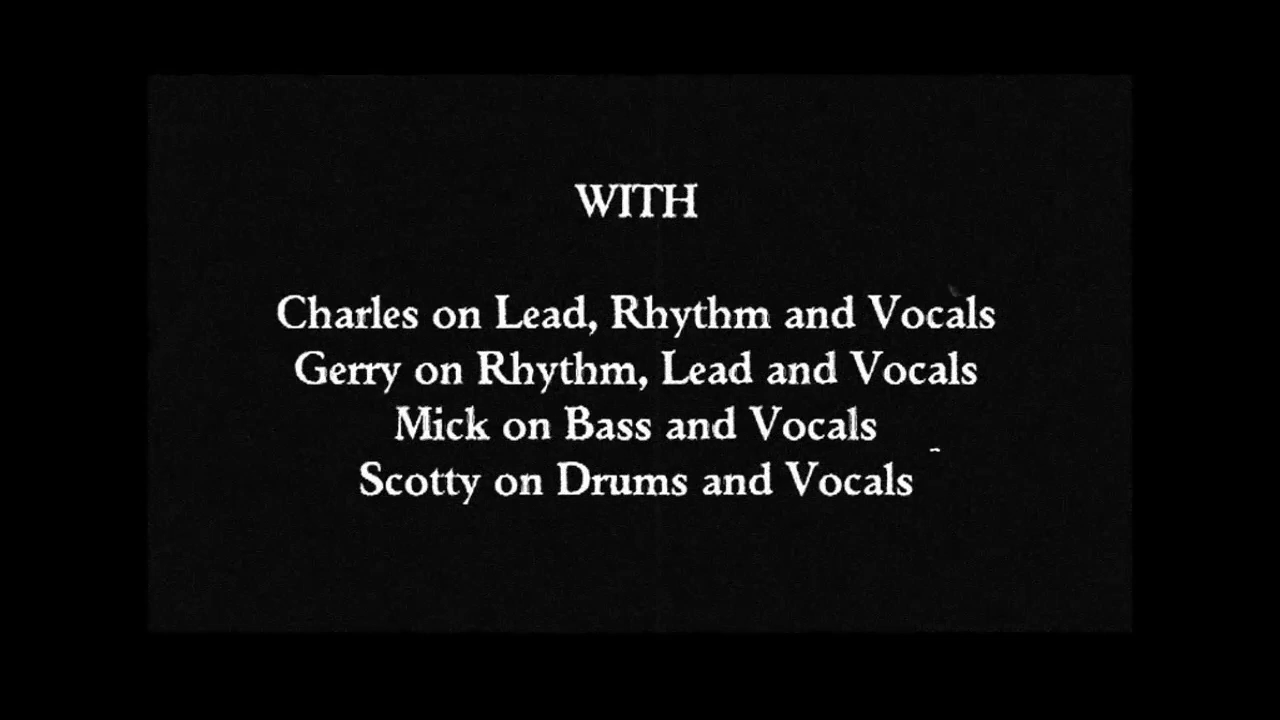 WITH
Charles on Lead, Rhythm and Vocals
Gerry on Rhythm, Lead and Vocals
Mick on Bass and Vocals
Scotty on Drums and Vocals